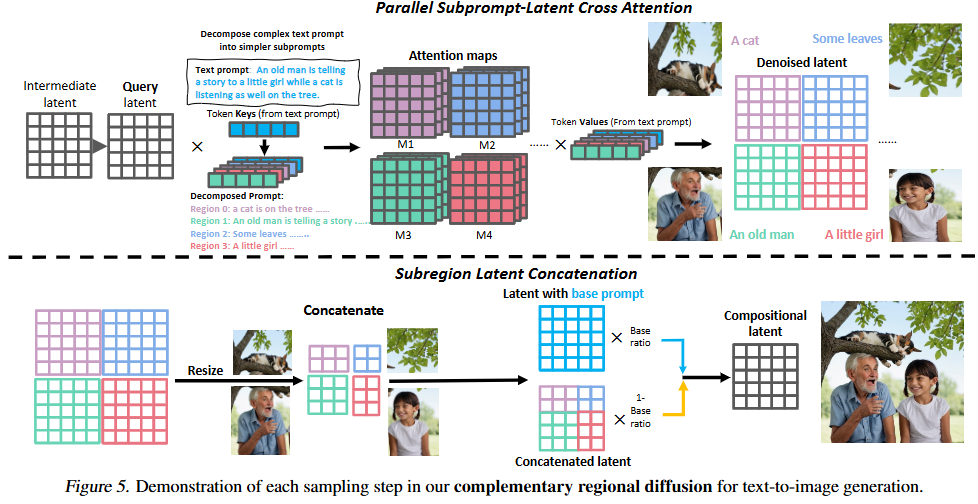 Parallel Subprompt-Latent Cross Attention
Decompose complex text prompt
into simpler subprompts
Text prompt: An old man is telling
a story to a little girl while a cat is
listening as well on the tree.
Intermediate
latent
Query
latent
×
Token Keys (from text prompt)
Decomposed Prompt:
Region 0: a cat is on the tree ......
Region 1: An old man is telling a story ......
Region 2: Some leaves ........
Region 3: A little girl ......
Attention maps
M1
M2
M3
M4
......
×
Token Values (From text prompt)
A cat
Some leaves
Denoised latent
......
An old man
A little girl
Subregion Latent Concatenation
Resize
Concatenate
Latent with base prompt
× Base
ratio
× 1-
Base
ratio
Concatenated latent
Compositional
latent
Figure 5. Demonstration of each sampling step in our complementary regional diffusion for text-to-image generation.